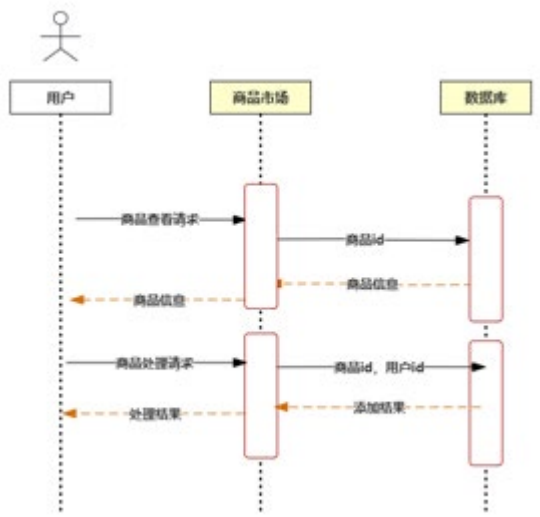 用户
商品市场
数据库
商品查看请求
商品id
商品信息
商品信息
商品处理请求
商品id，用户id
添加结果
处理结果